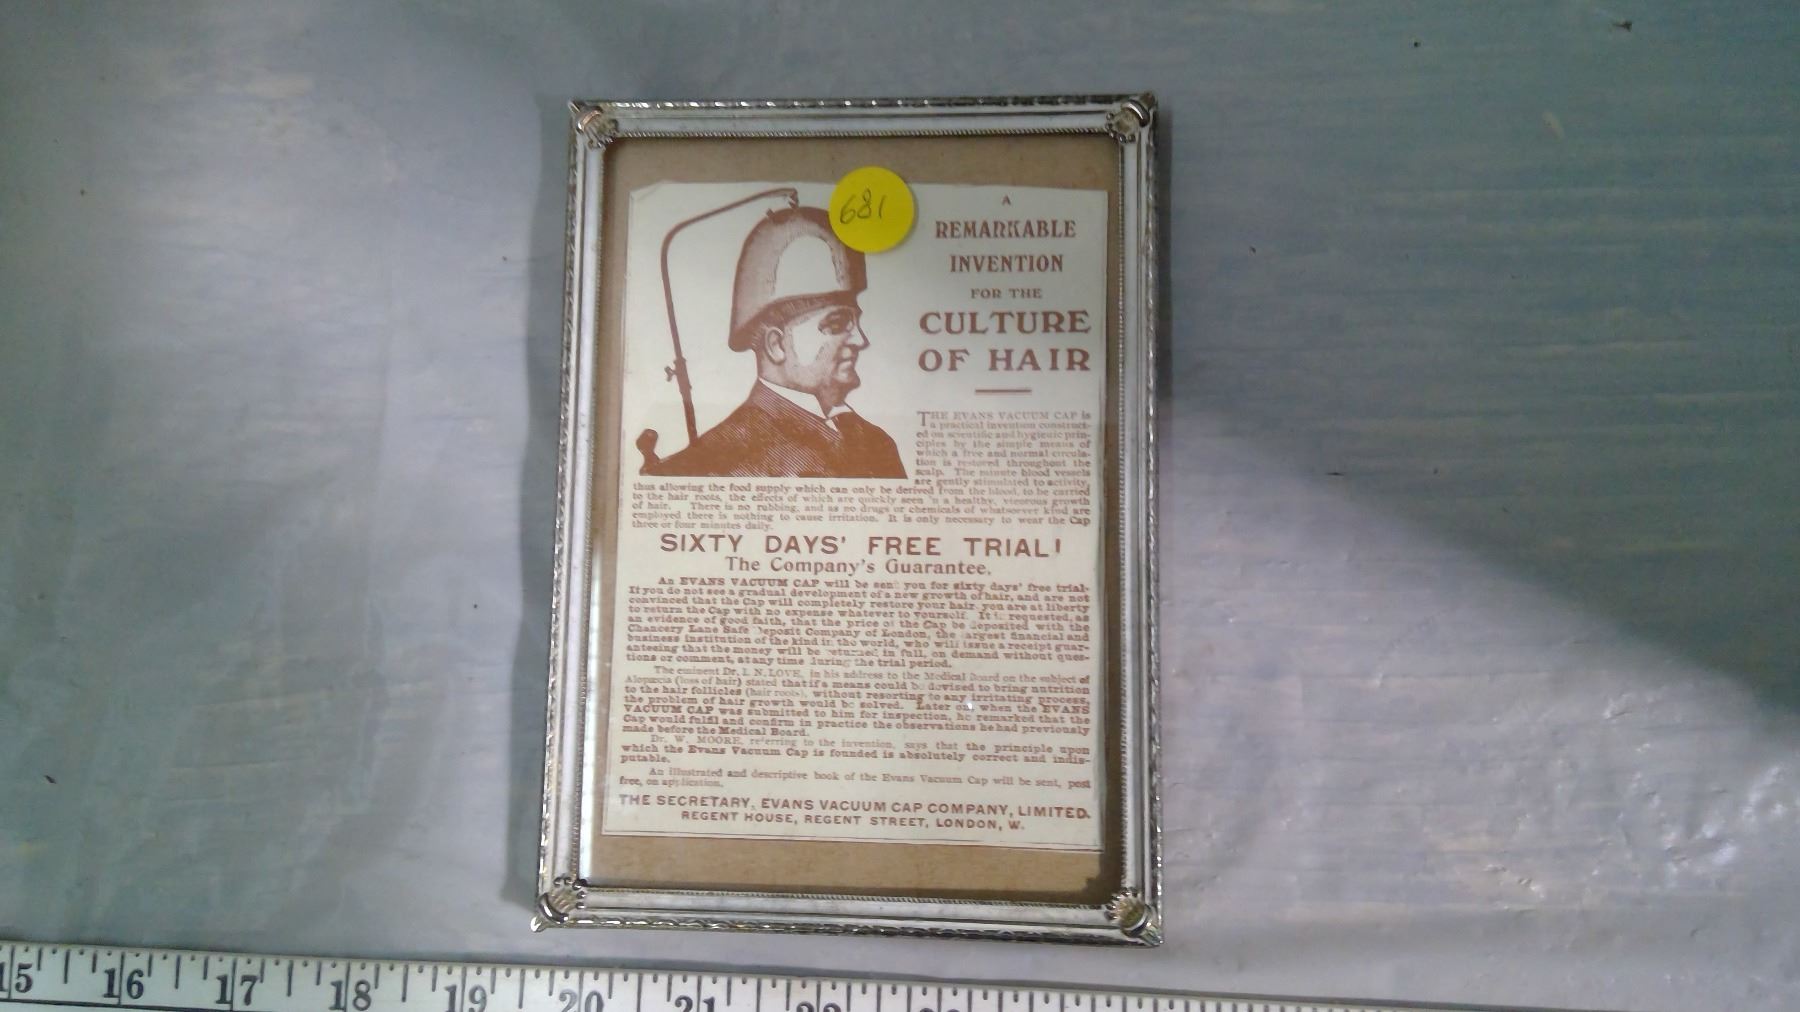 681
A
REMARKABLE
INVENTION
FOR THE
CULTURE
OF HAIR
THE EVANS VACUUM CAP is
a practical invention construct-
ed on scientific and hygienic prin-
ciples by the simple means of
which a free and normal circula-
tion is restored throughout the
scalp. The minute blood vessels
are gently stimulated to activity,
thus allowing the food supply which can only be derived from the blood, to be carried
to the hair roots, the effects of which are quickly seen in a healthy, vigorous growth
of hair. There is no rubbing, and as no drugs or chemicals of whatsoever kind are
employed there is nothing to cause irritation. It is only necessary to wear the Cap
three or four minutes daily.
SIXTY DAYS' FREE TRIAL!
The Company's Guarantee.
An EVANS VACUUM CAP will be sent you for sixty days' free trial.
If you do not see a gradual development of a new growth of hair, and are not
convinced that the Cap will completely restore your hair, you are at liberty
to return the Cap with no expense whatever to yourself. It is requested, as
an evidence of good faith, that the price of the Cap be deposited with the
Chancery Lane Safe Deposit Company of London, the largest financial and
business institution of the kind in the world, who will issue a receipt guar-
anteeing that the money will be returned in full, on demand without ques-
tions or comment, at any time during the trial period.
The eminent Dr. I. N. LOVE, in his address to the Medical Board on the subject of
Alopæcia (loss of hair) stated that if a means could be devised to bring nutrition
to the hair follicles (hair roots), without resorting to any irritating process,
the problem of hair growth would be solved. Later on, when the EVANS
VACUUM CAP was submitted to him for inspection, he remarked that the
Cap would fulfil and confirm in practice the observations he had previously
made before the Medical Board.
Dr. W. MOORE, referring to the invention, says that the principle upon
which the Evans Vacuum Cap is founded is absolutely correct and indis-
putable.
An illustrated and descriptive book of the Evans Vacuum Cap will be sent, post
free, on application.
THE SECRETARY, EVANS VACUUM CAP COMPANY, LIMITED.
REGENT HOUSE, REGENT STREET, LONDON, W.
15 16 17 18 19 20 21 22